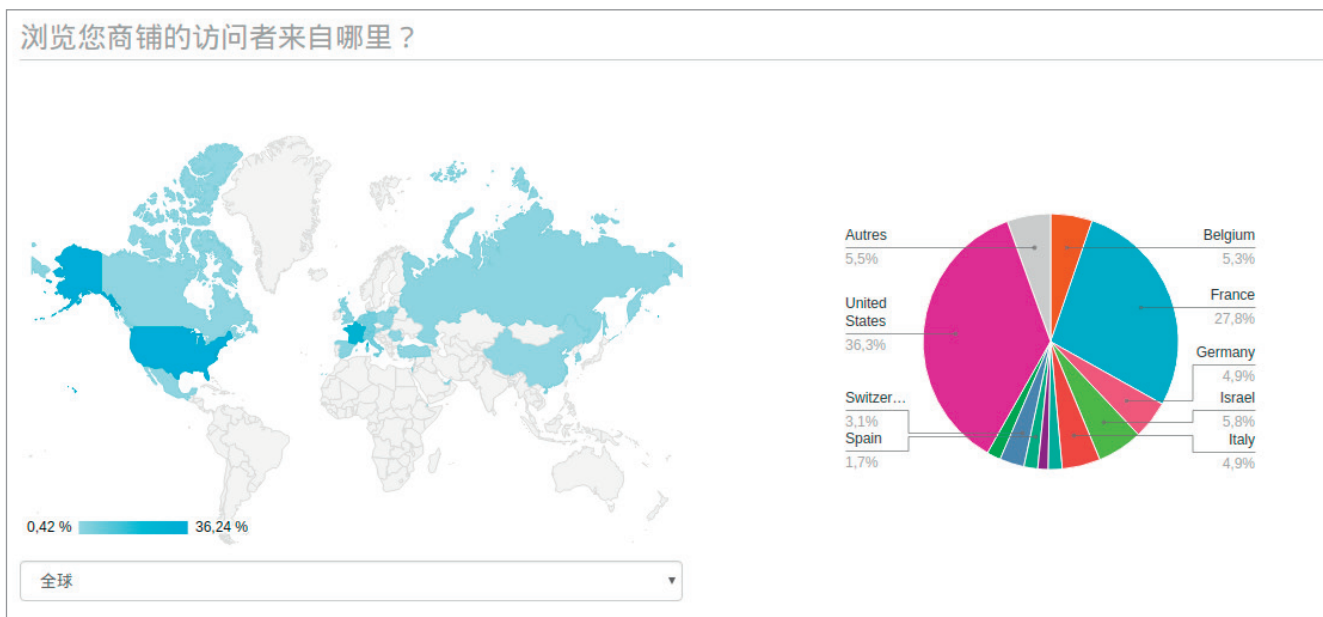 浏览您商铺的访问者来自哪里？
Autres
5,5%
United
States
36,3%
Switzer...
3,1%
Spain
1,7%
Belgium
5,3%
France
27,8%
Germany
4,9%
Israel
5,8%
Italy
4,9%
0,42 %
36,24 %
全球